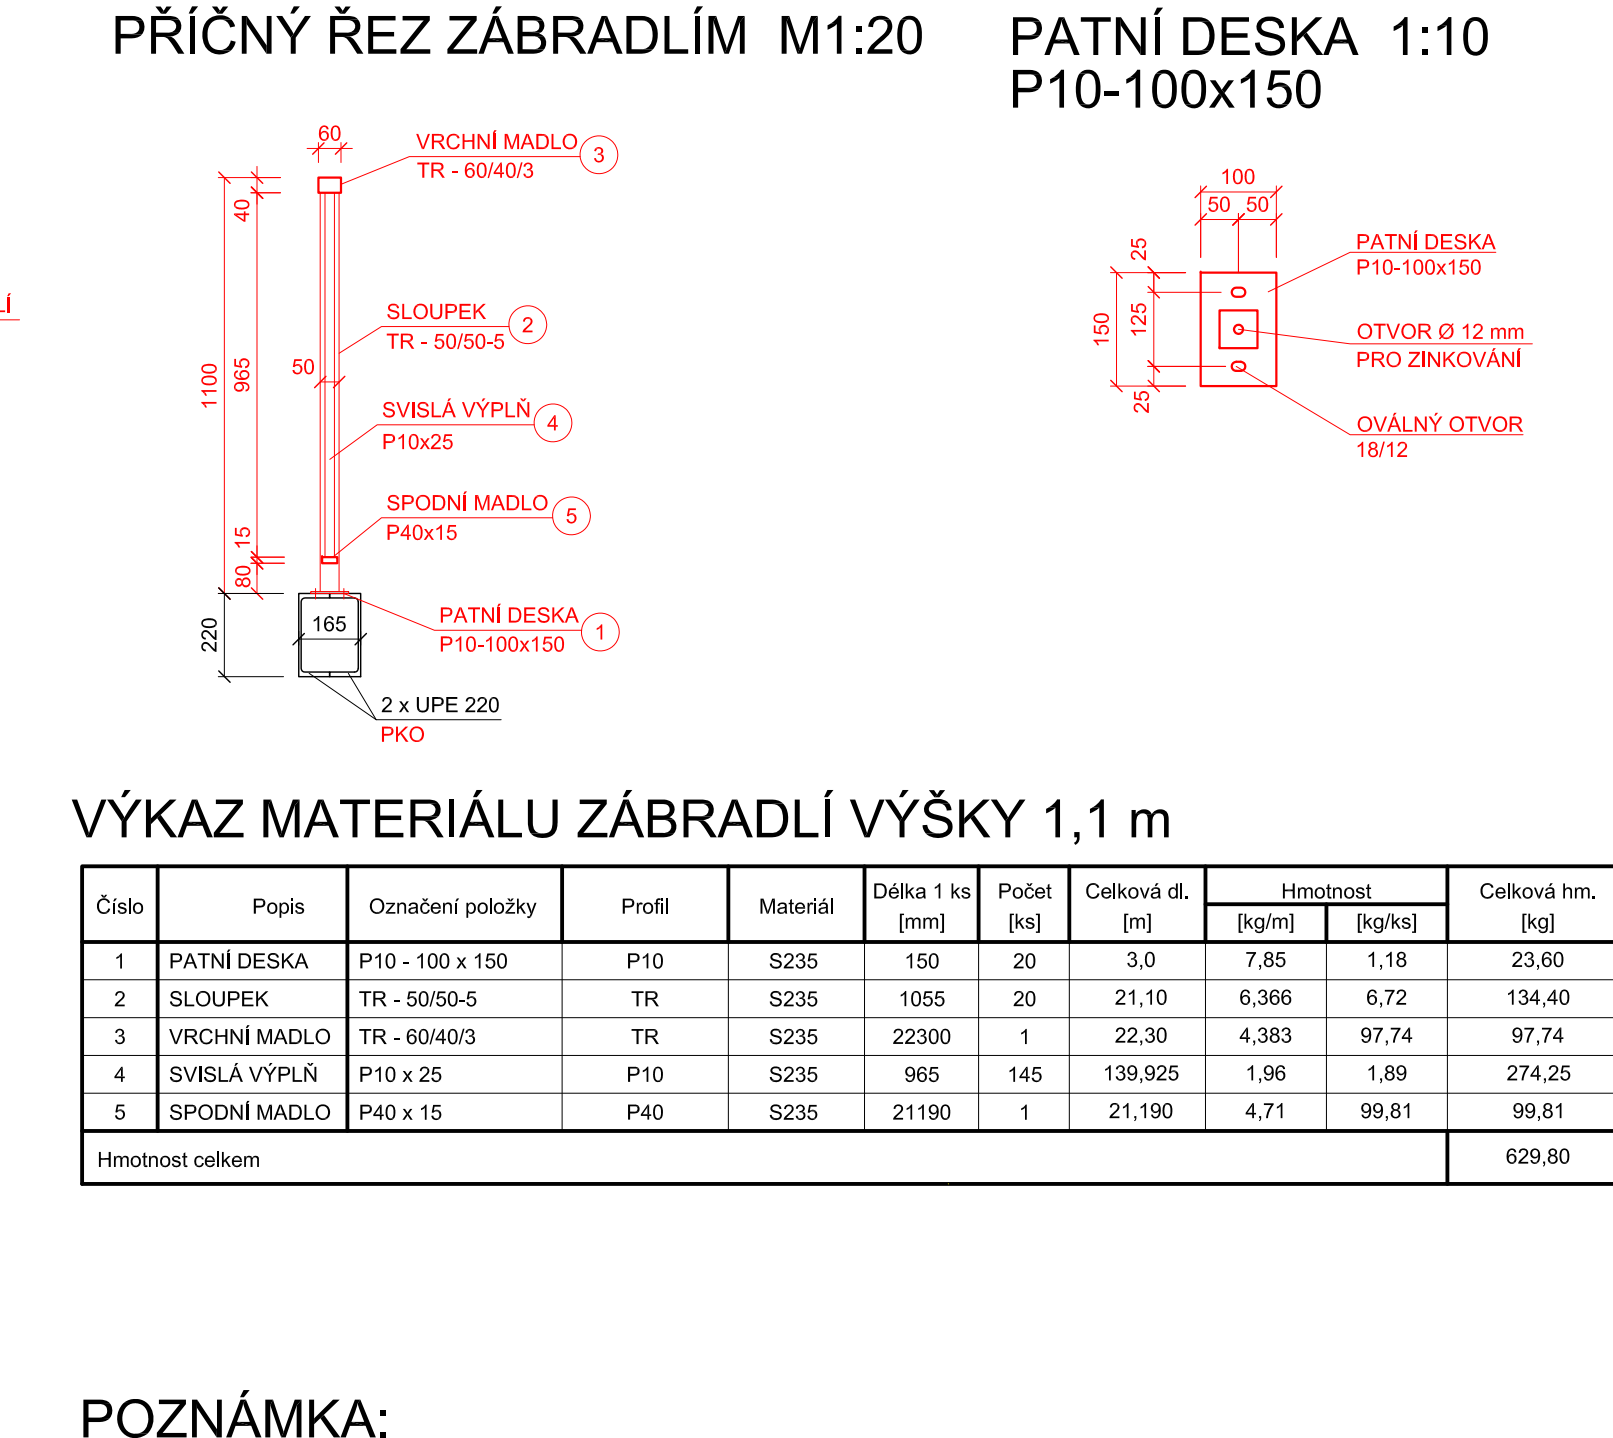 PŘÍČNÝ ŘEZ ZÁBRADLÍM M1:20
PATNÍ DESKA 1:10
P10-100x150
60
VRCHNÍ MADLO
3
TR - 60/40/3
40
1100
965
SLOUPEK
2
TR - 50/50-5
50
SVISLÁ VÝPLŇ
4
P10x25
SPODNÍ MADLO
5
P40x15
15
80
PATNÍ DESKA
1
P10-100x150
220
165
2 x UPE 220
PKO
LÍ
100
50 50
25
150
125
25
PATNÍ DESKA
P10-100x150
OTVOR Ø 12 mm
PRO ZINKOVÁNÍ
OVÁLNÝ OTVOR
18/12
VÝKAZ MATERIÁLU ZÁBRADLÍ VÝŠKY 1,1 m
Číslo Popis Označení položky Profil Materiál Délka 1 ks [mm] Počet [ks] Celková dl. [m] Hmotnost [kg/m] [kg/ks] Celková hm. [kg]
1 PATNÍ DESKA P10 - 100 x 150 P10 S235 150 20 3,0 7,85 1,18 23,60
2 SLOUPEK TR - 50/50-5 TR S235 1055 20 21,10 6,366 6,72 134,40
3 VRCHNÍ MADLO TR - 60/40/3 TR S235 22300 1 22,30 4,383 97,74 97,74
4 SVISLÁ VÝPLŇ P10 x 25 P10 S235 965 145 139,925 1,96 1,89 274,25
5 SPODNÍ MADLO P40 x 15 P40 S235 21190 1 21,190 4,71 99,81 99,81
Hmotnost celkem 629,80
POZNÁMKA: